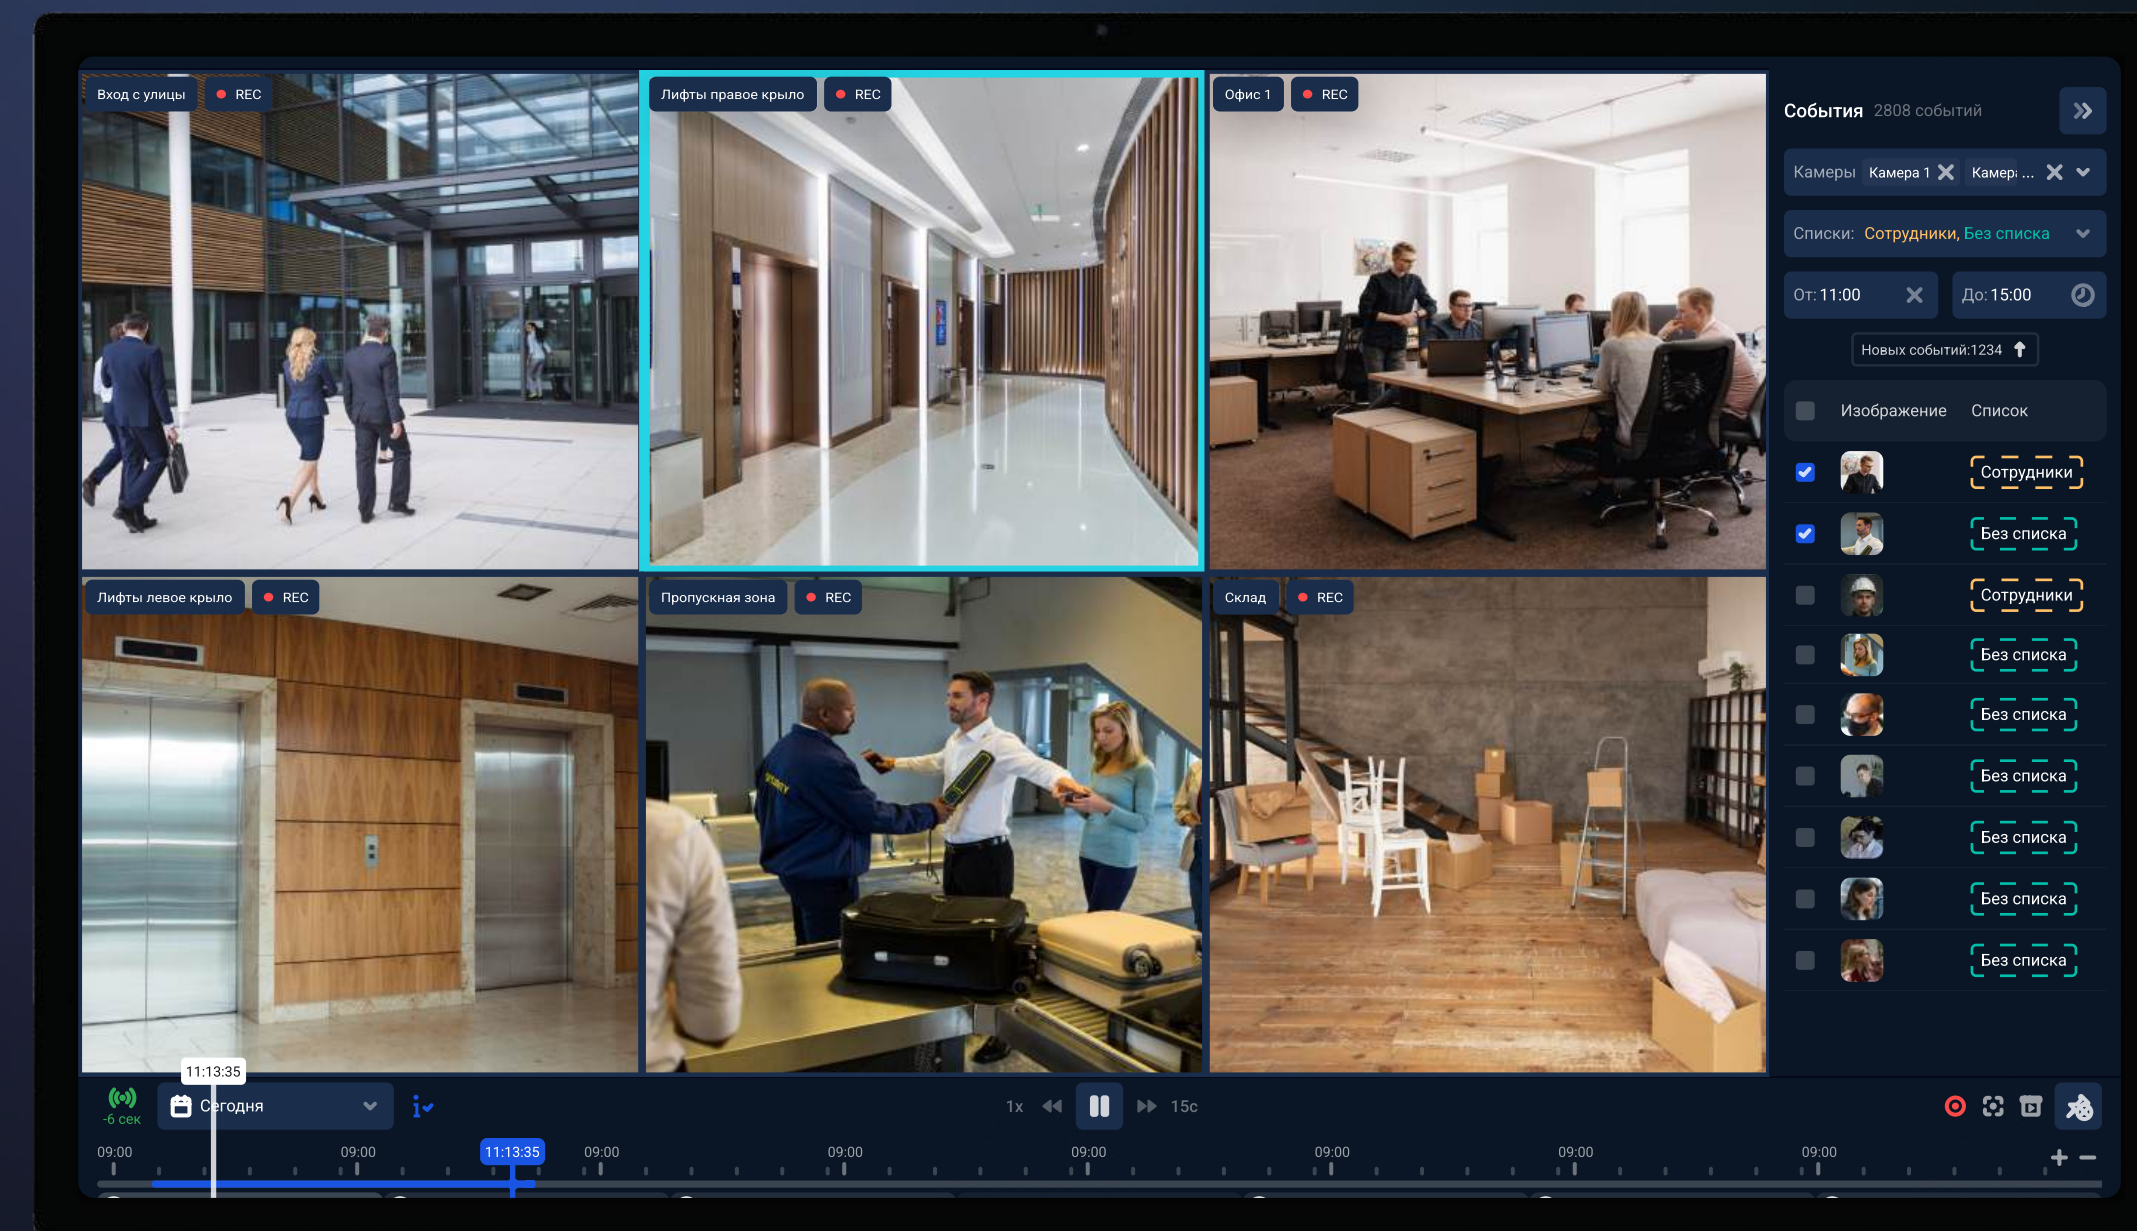 Вход с улицы REC
Лифты правое крыло REC
Офис 1 REC
Лифты левое крыло REC
Пропускная зона REC
SECURITY
Склад REC
События 2808 событий
Камеры Камера 1 Камера ...
Списки: Сотрудники, Без списка
От: 11:00 До: 15:00
Новых событий:1234
Изображение Список
Сотрудники
Без списка
Сотрудники
Без списка
Без списка
Без списка
Без списка
Без списка
Без списка
11:13:35
-6 сек
Сегодня
1x 15с
09:00 09:00 11:13:35 09:00 09:00 09:00 09:00 09:00 09:00